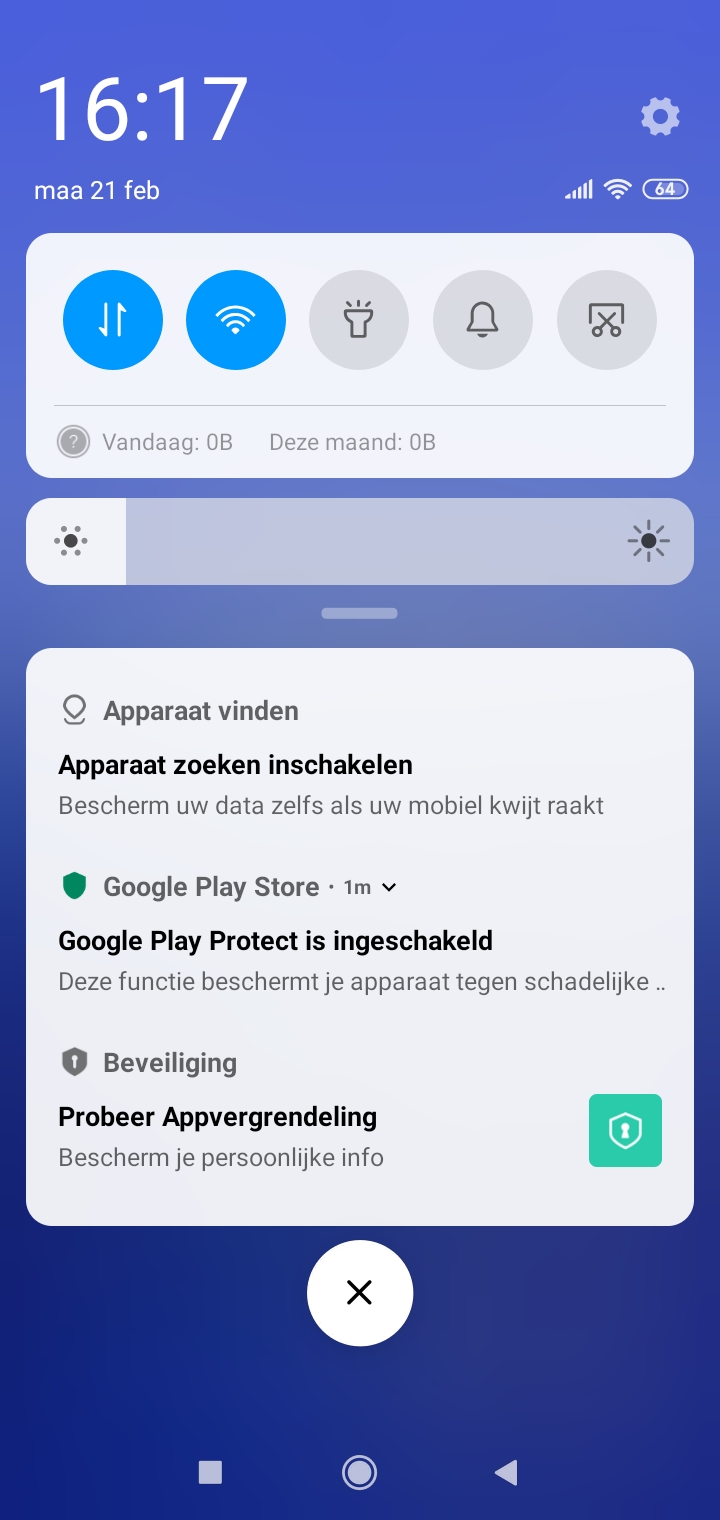 16:17
maa 21 feb
64
Vandaag: 0B Deze maand: 0B
Apparaat vinden
Apparaat zoeken inschakelen
Bescherm uw data zelfs als uw mobiel kwijt raakt
Google Play Store · 1m
Google Play Protect is ingeschakeld
Deze functie beschermt je apparaat tegen schadelijke ..
Beveiliging
Probeer Appvergrendeling
Bescherm je persoonlijke info